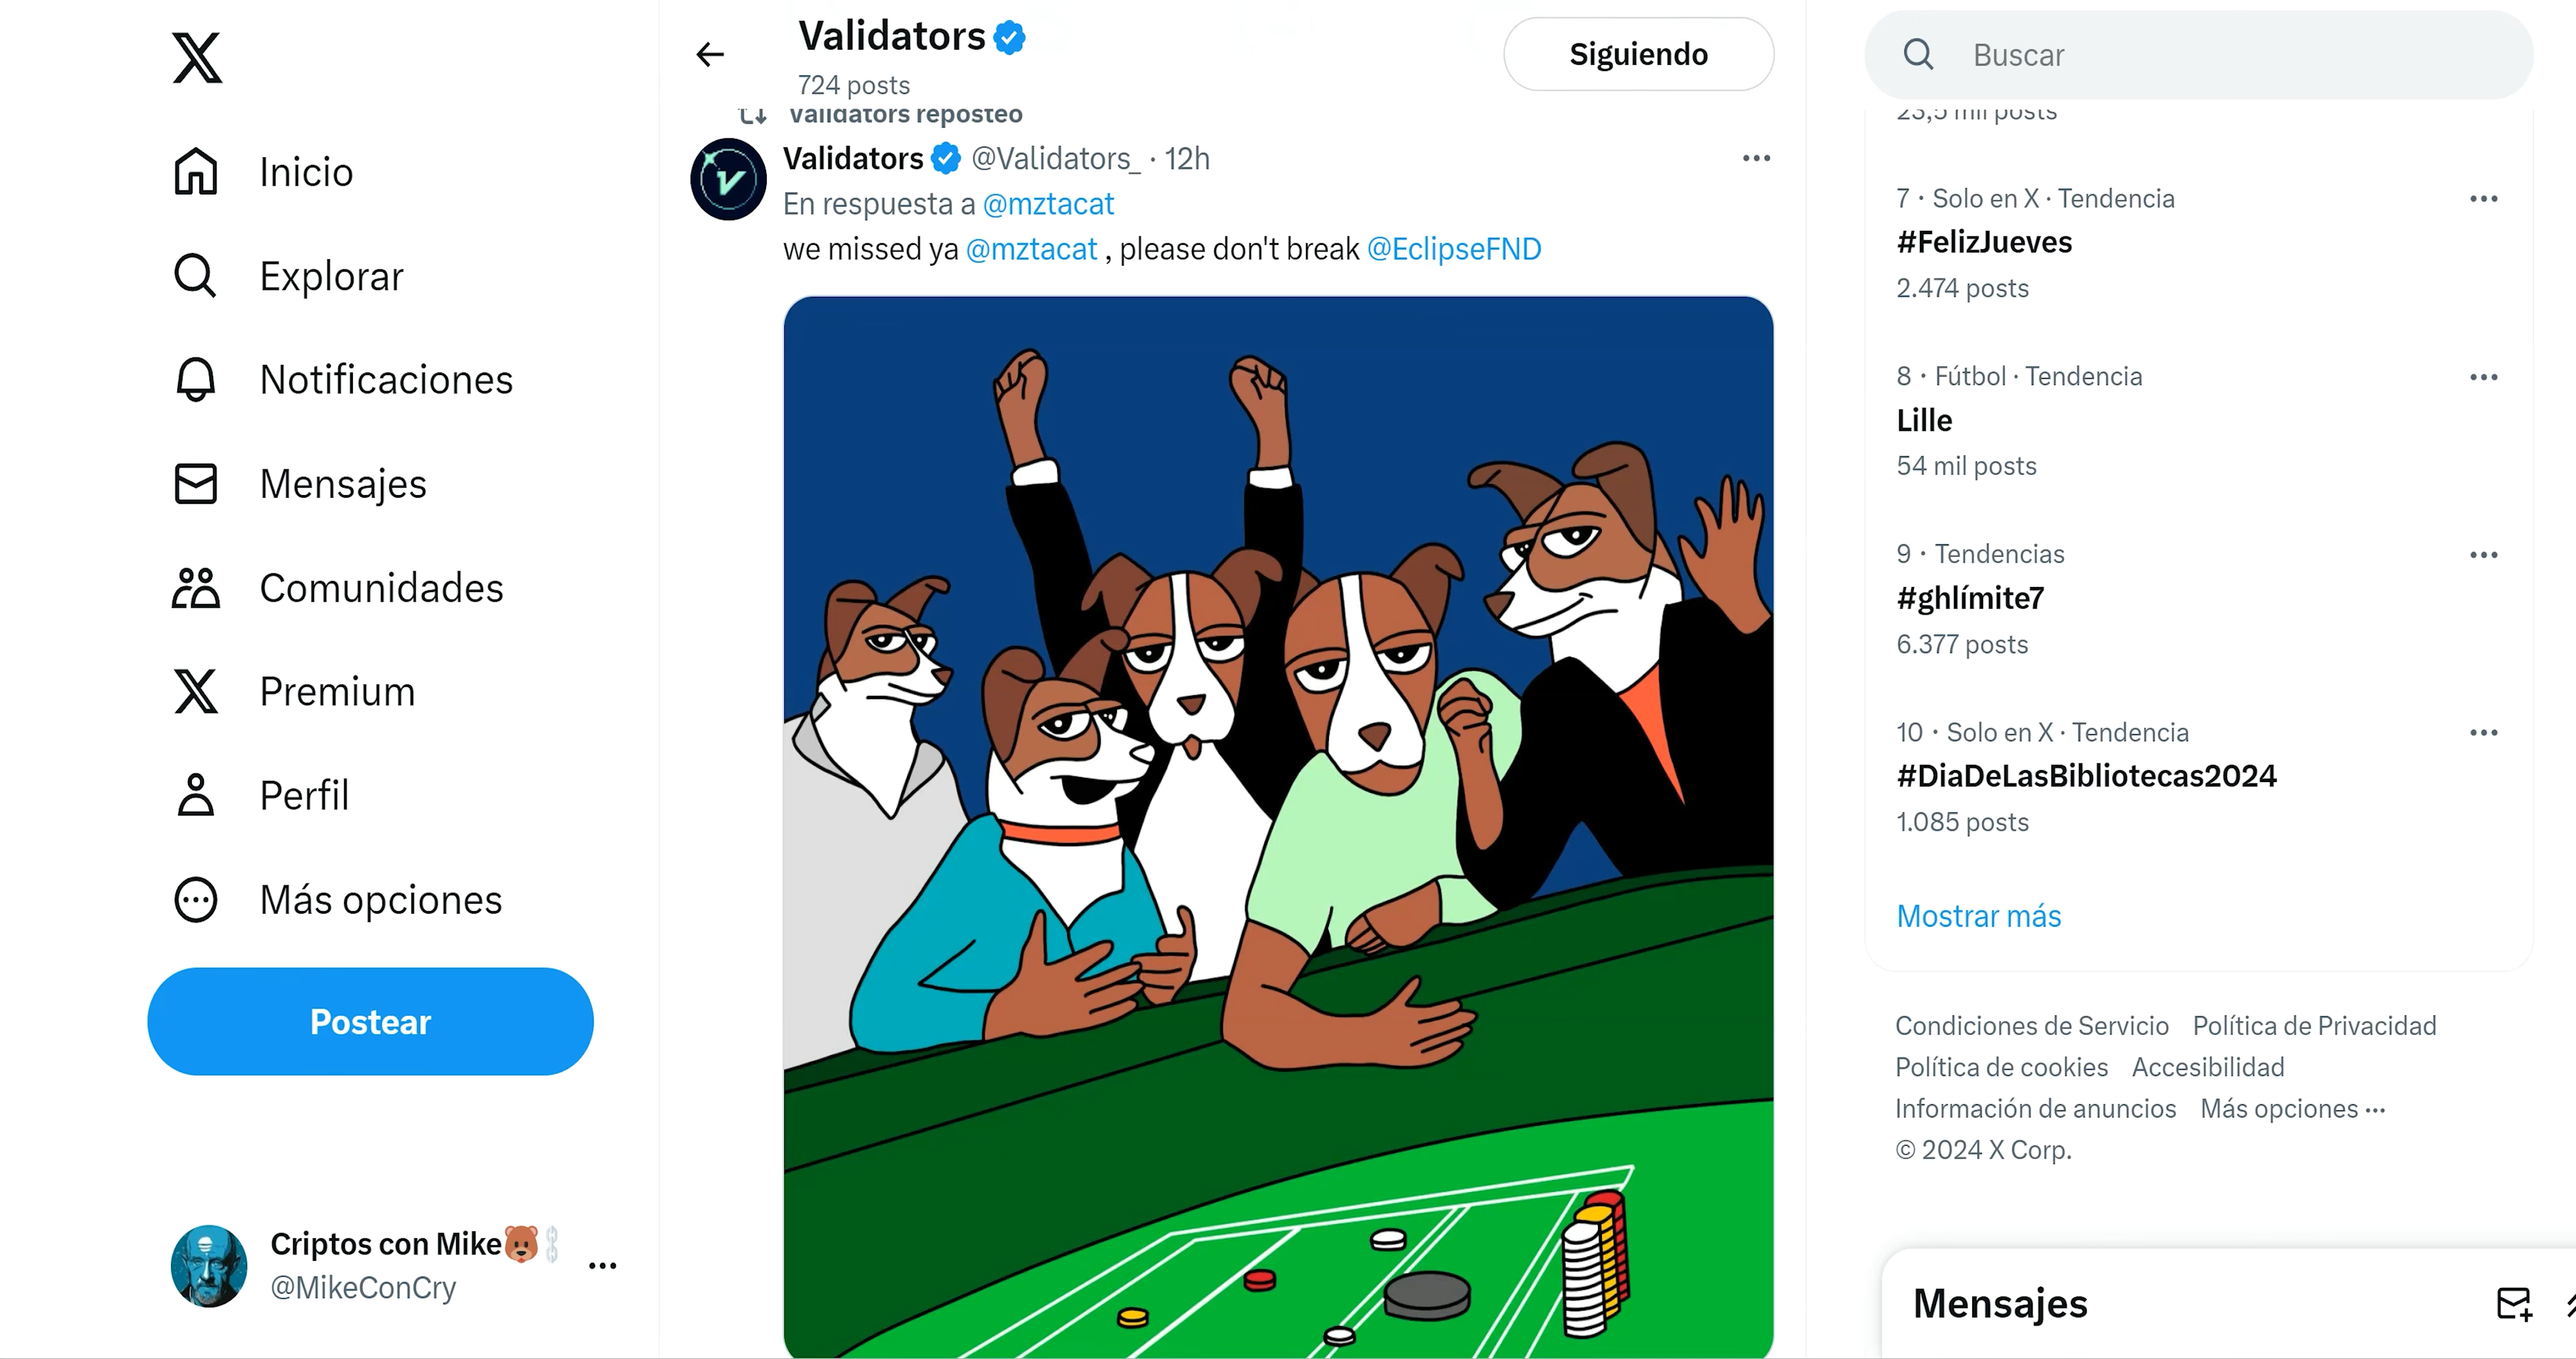 Inicio
Explorar
Notificaciones
Mensajes
Comunidades
Premium
Perfil
Más opciones
Postear
Criptos con Mike🐻⛓️
@MikeConCry
Validators
724 posts
Siguiendo
Validators reposteó
Validators @Validators_ · 12h
En respuesta a @mztacat
we missed ya @mztacat , please don't break @EclipseFND
Buscar
23,5 mil posts
7 · Solo en X · Tendencia
#FelizJueves
2.474 posts
8 · Fútbol · Tendencia
Lille
54 mil posts
9 · Tendencias
#ghlímite7
6.377 posts
10 · Solo en X · Tendencia
#DiaDeLasBibliotecas2024
1.085 posts
Mostrar más
Condiciones de Servicio Política de Privacidad
Política de cookies Accesibilidad
Información de anuncios Más opciones ···
© 2024 X Corp.
Mensajes